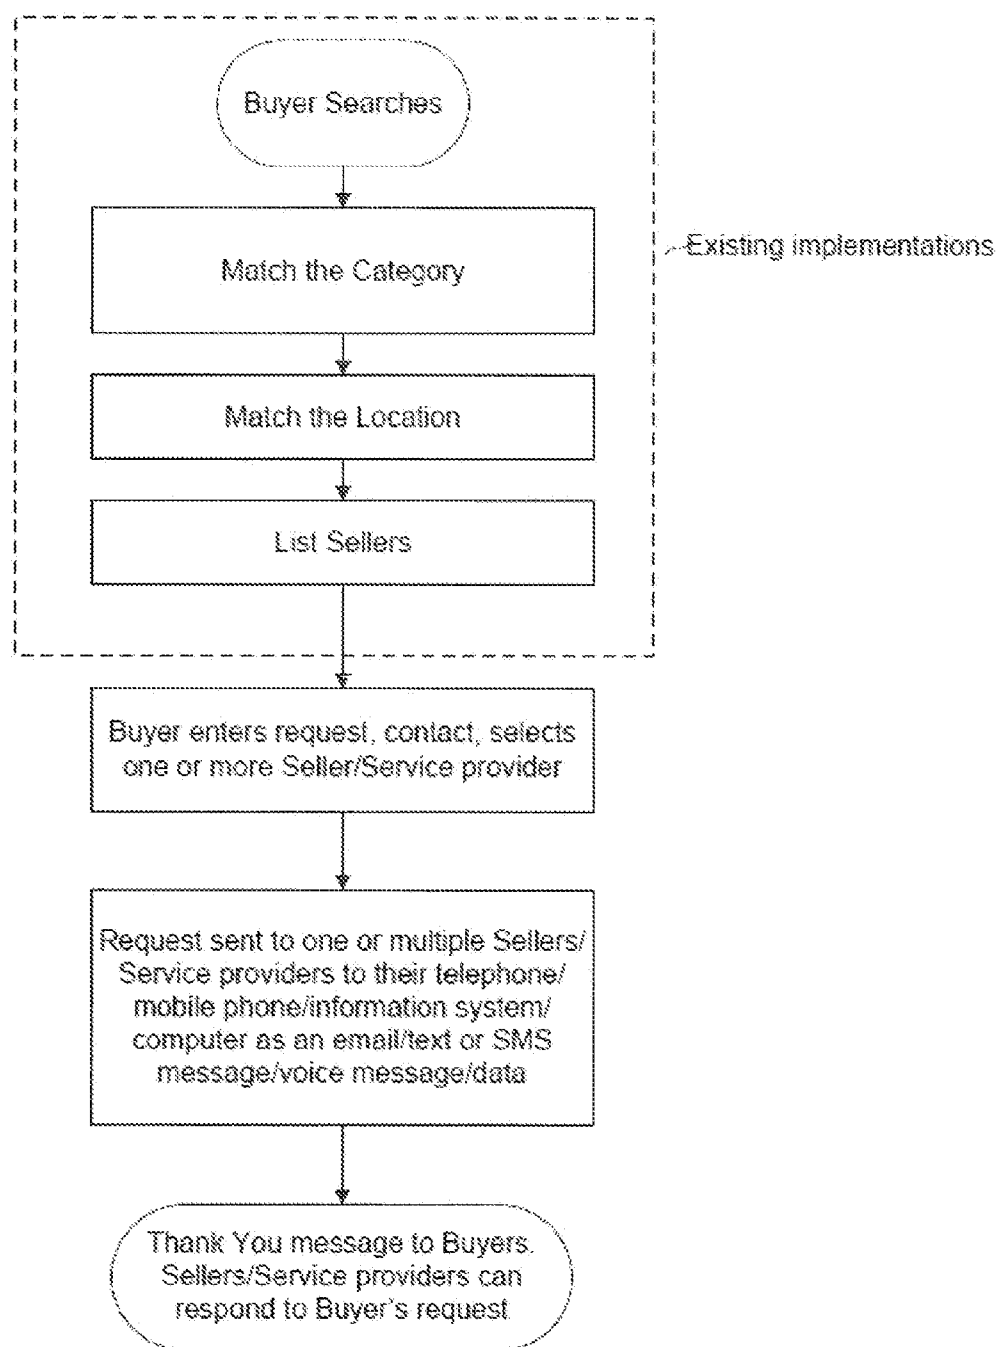 Buyer Searches
Match the Category
Existing implementations
Match the Location
List Sellers
Buyer enters request, contact, selects
one or more Seller/Service provider
Request sent to one or multiple Sellers/
Service providers to their telephone/
mobile phone/information system/
computer as an email/text or SMS
message/voice message/data
Thank You message to Buyers.
Sellers/Service providers can
respond to Buyer's request